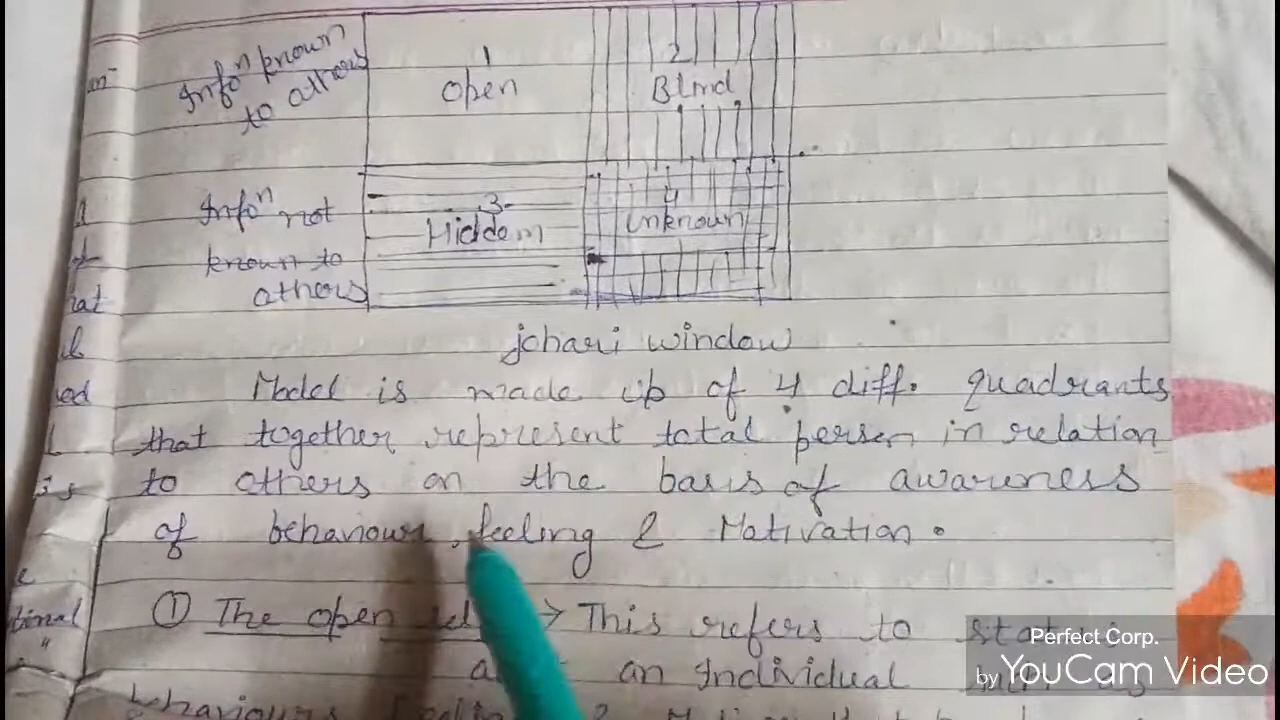 Infoⁿ known
to others
1
open
2
Blind
Infoⁿ not
known to
others
3
Hiddem
4
unknown
johari window
Model is made up of 4 diff. quadrants
that together represent total person in relation
to others on the basis of awareness
of behaviour, feeling & Motivation.
① The open → This refers to
an Individual
behaviours
Perfect Corp.
by YouCam Video